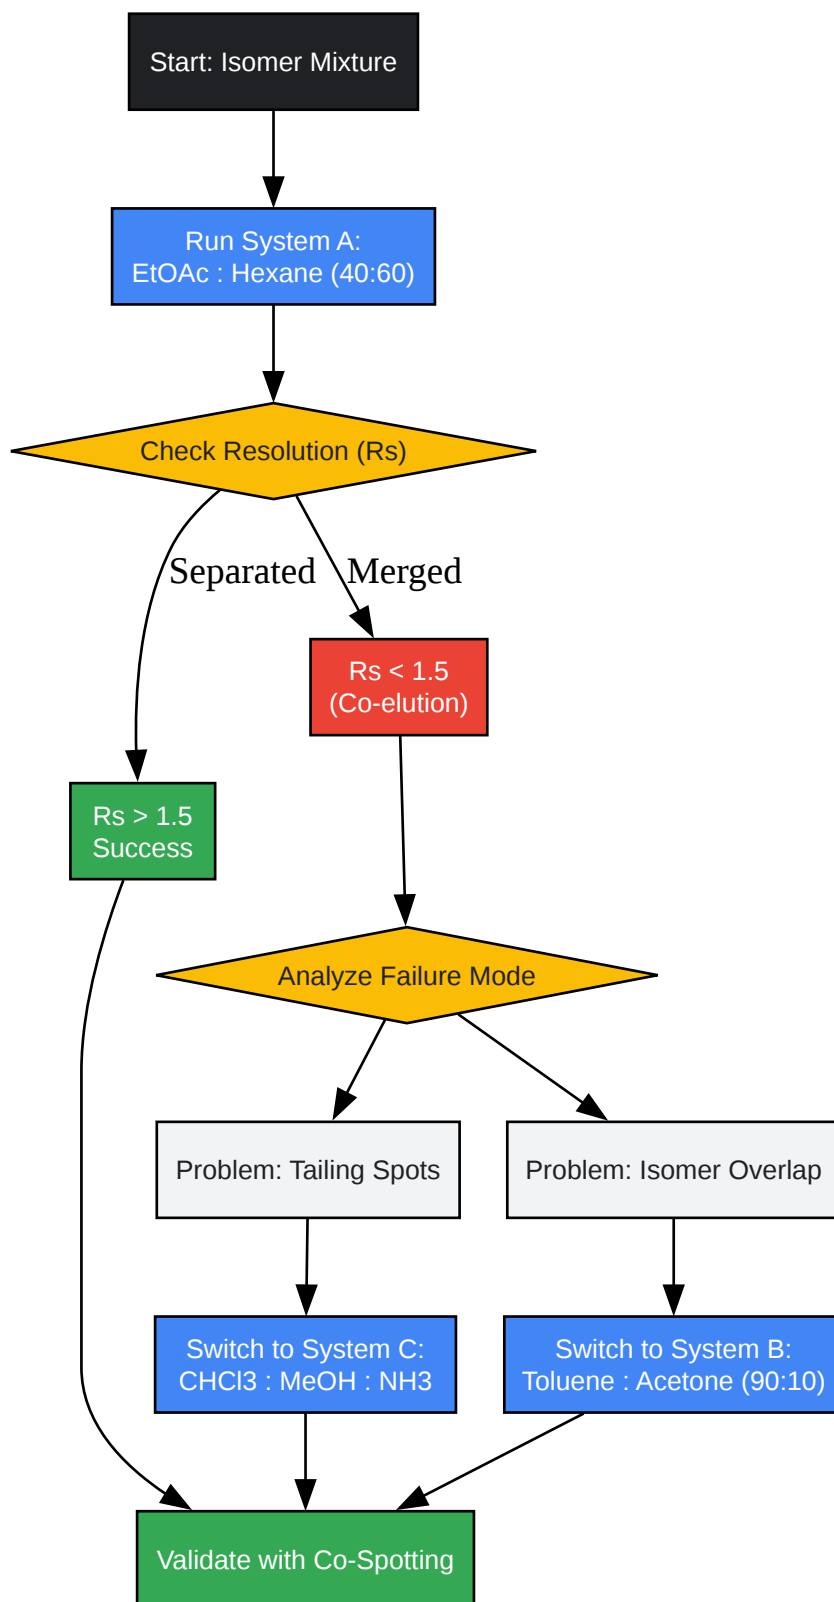 Start: Isomer Mixture
Run System A:
EtOAc : Hexane (40:60)
Check Resolution (Rs)
Separated
Merged
Rs < 1.5
(Co-elution)
Rs > 1.5
Success
Analyze Failure Mode
Problem: Tailing Spots
Problem: Isomer Overlap
Switch to System C:
CHCl3 : MeOH : NH3
Switch to System B:
Toluene : Acetone (90:10)
Validate with Co-Spotting